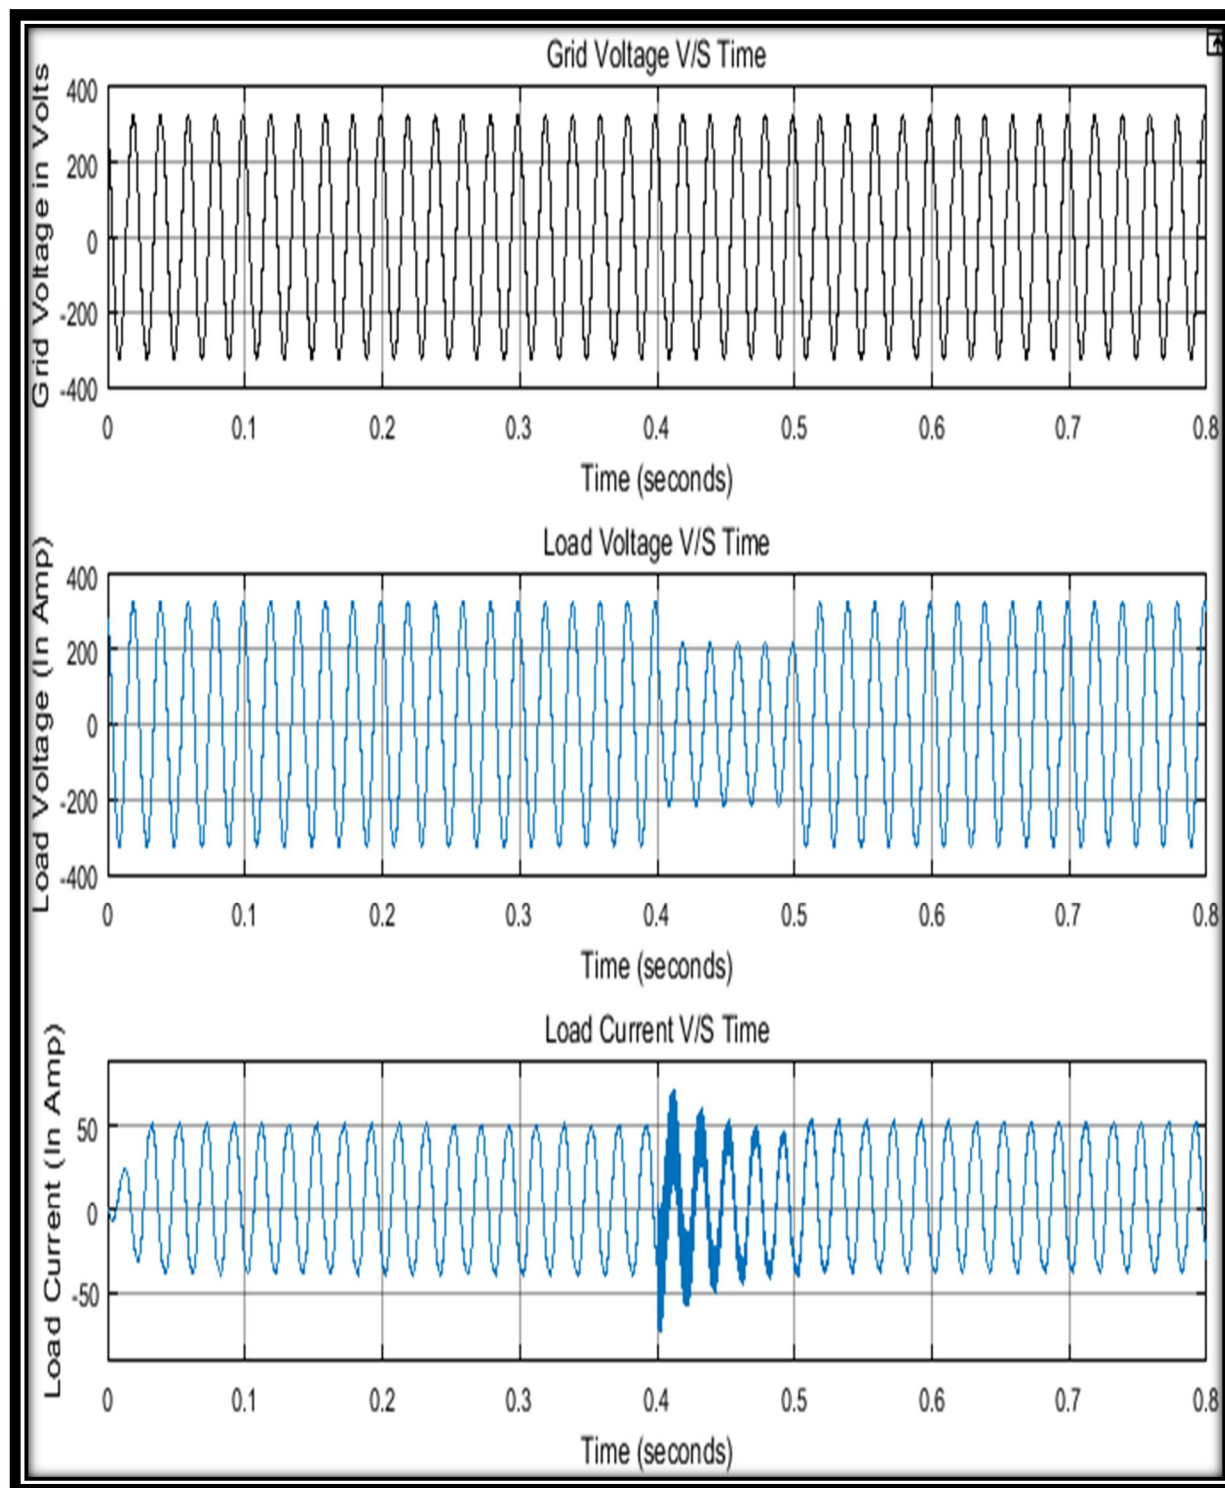 Grid Voltage V/S Time
Grid Voltage in Volts
400
200
0
-200
-400
0 0.1 0.2 0.3 0.4 0.5 0.6 0.7 0.8
Time (seconds)
Load Voltage V/S Time
Load Voltage (In Amp)
400
200
0
-200
-400
0 0.1 0.2 0.3 0.4 0.5 0.6 0.7 0.8
Time (seconds)
Load Current V/S Time
Load Current (In Amp)
50
0
-50
0 0.1 0.2 0.3 0.4 0.5 0.6 0.7 0.8
Time (seconds)